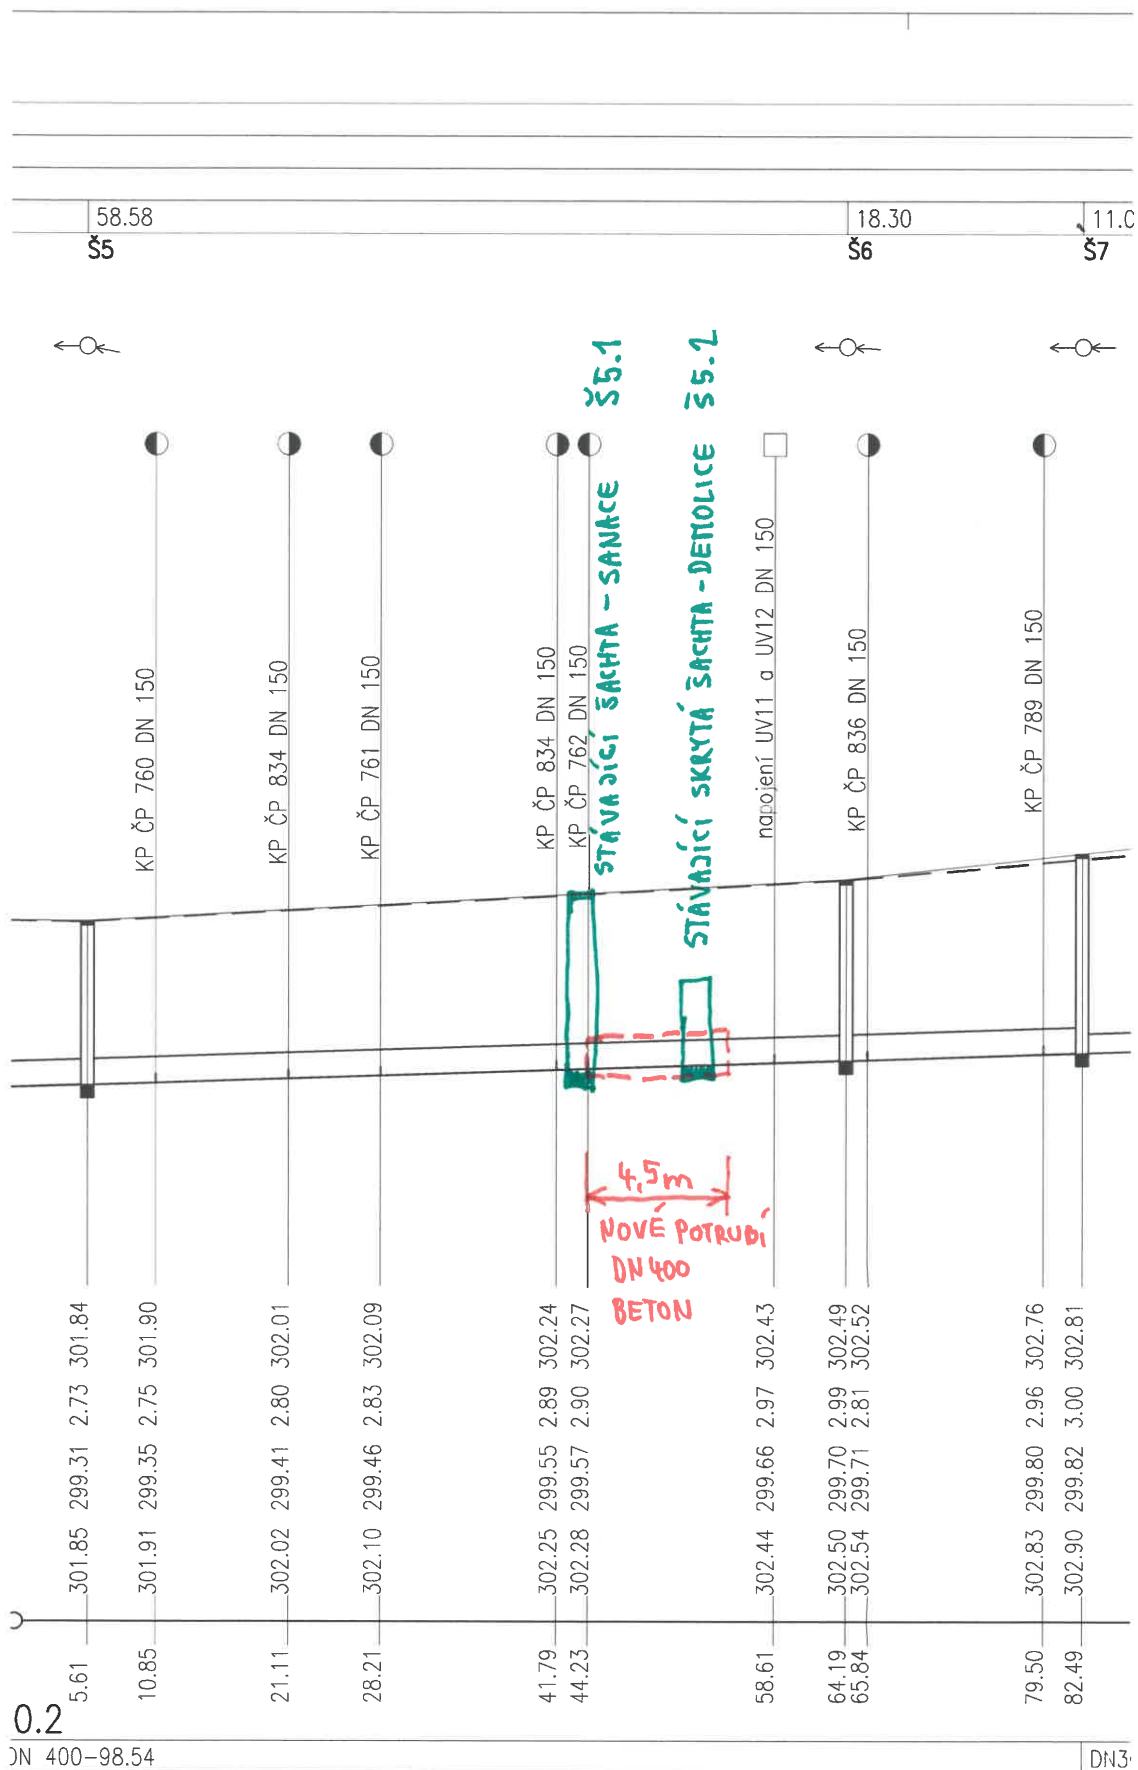 58.58
18.30
11.0
Š5
Š6
Š7
KP ČP 760 DN 150
KP ČP 834 DN 150
KP ČP 761 DN 150
KP ČP 834 DN 150
KP ČP 762 DN 150
STÁVAJÍCÍ ŠACHTA - SANACE Š5.1
STÁVAJÍCÍ SKRYTÁ ŠACHTA - DEMOLICE Š5.2
napojení UV11 a UV12 DN 150
KP ČP 836 DN 150
KP ČP 789 DN 150
4,5m
NOVÉ POTRUBÍ
DN 400
BETON
301.85 299.31 2.73 301.84
301.91 299.35 2.75 301.90
302.02 299.41 2.80 302.01
302.10 299.46 2.83 302.09
302.25 299.55 2.89 302.24
302.28 299.57 2.90 302.27
302.44 299.66 2.97 302.43
302.50 299.70 2.99 302.49
302.54 299.71 2.81 302.52
302.83 299.80 2.96 302.76
302.90 299.82 3.00 302.81
5.61
10.85
21.11
28.21
41.79
44.23
58.61
64.19
65.84
79.50
82.49
0.2
DN 400-98.54
DN3